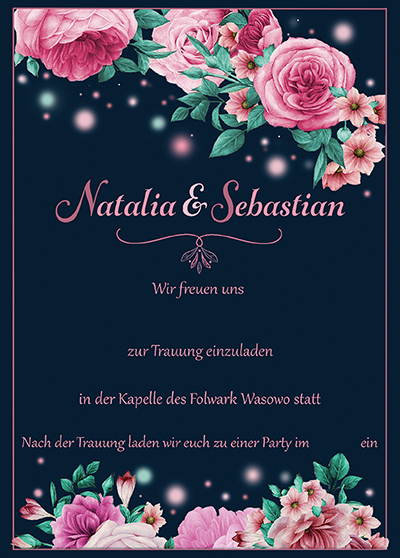 Natalia & Sebastian
Wir freuen uns
zur Trauung einzuladen
in der Kapelle des Folwark Wasowo statt
Nach der Trauung laden wir euch zu einer Party im ein